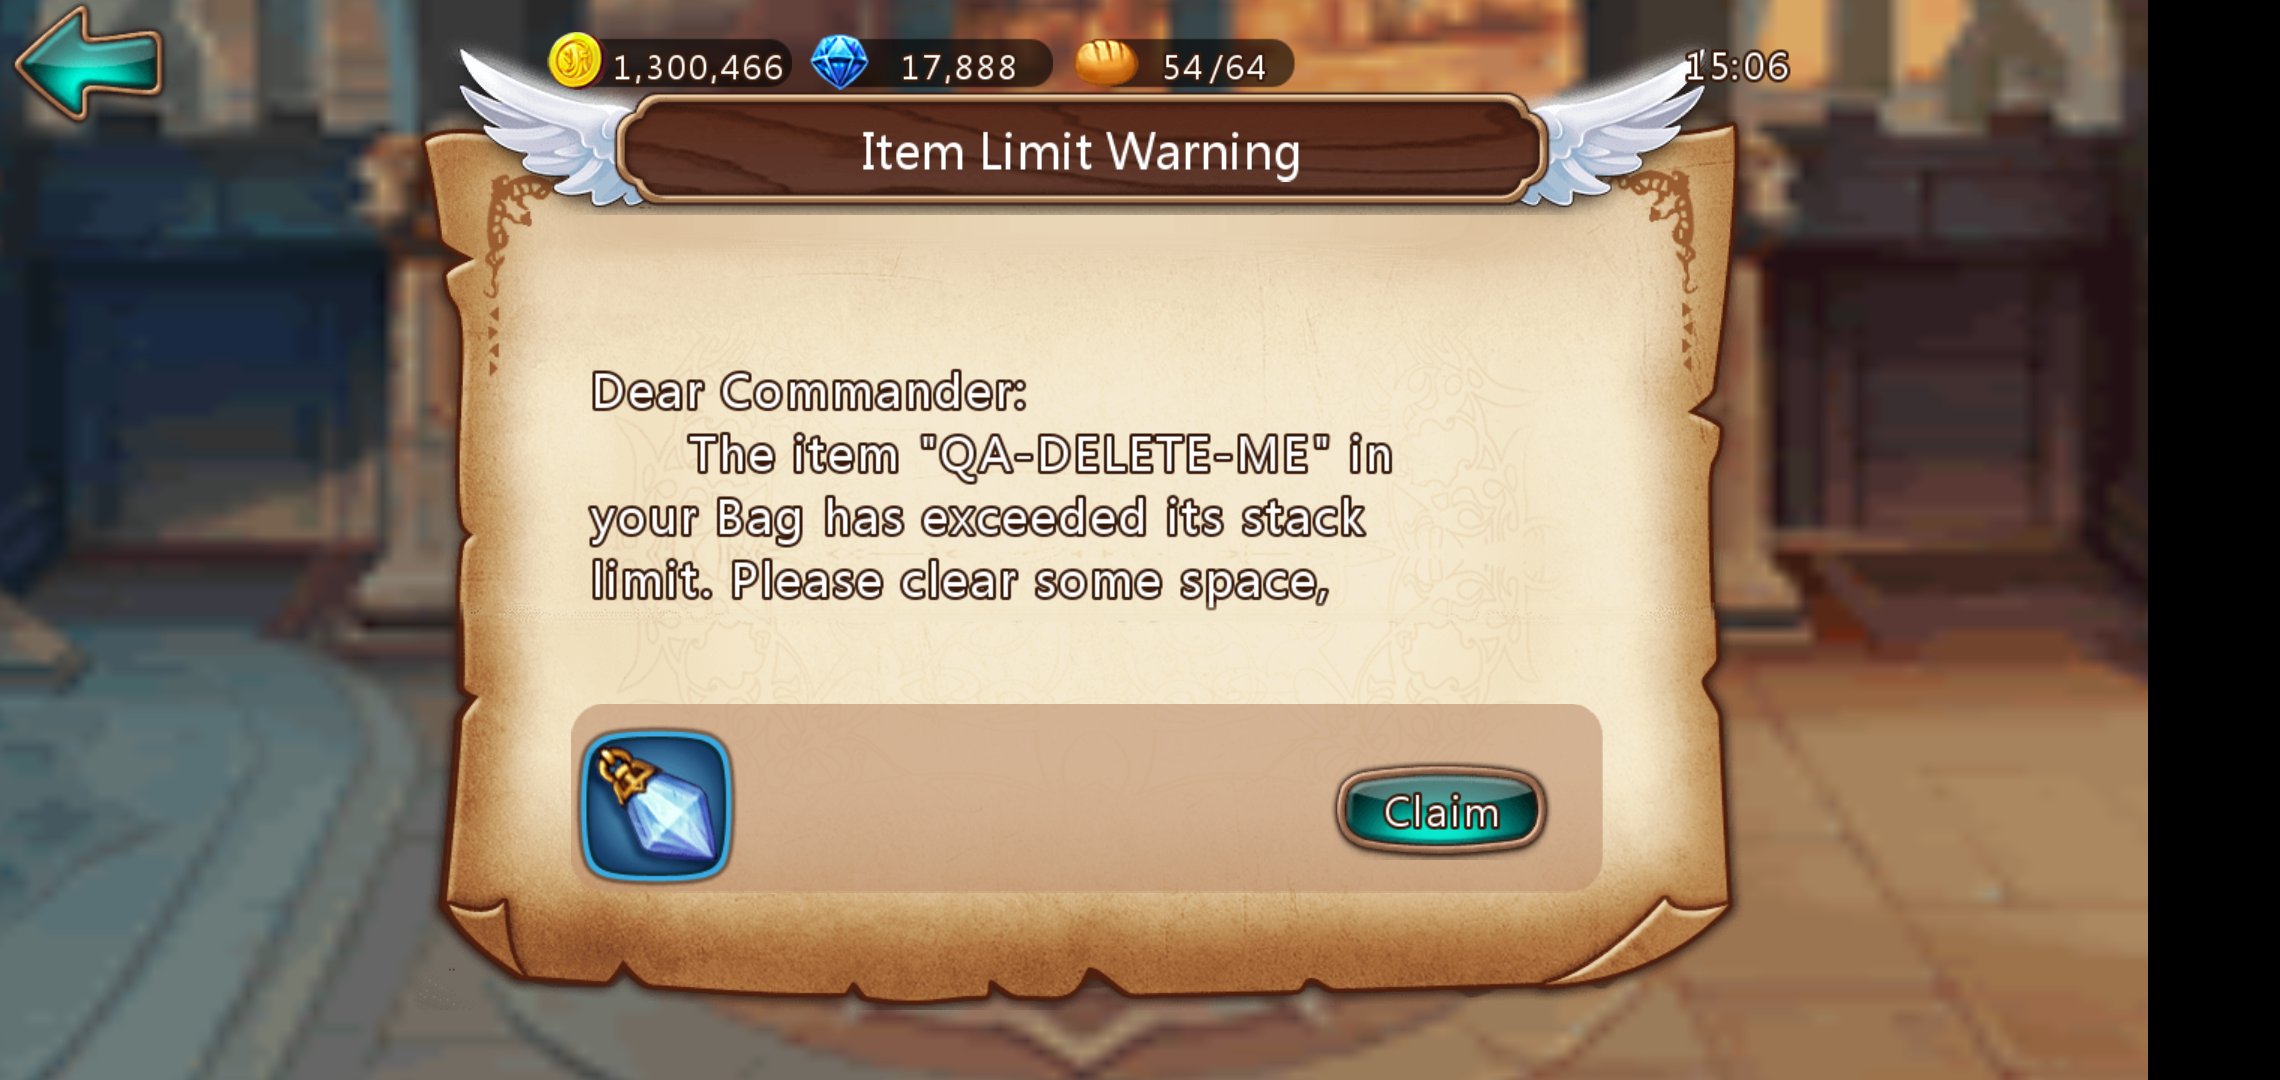 1,300,466 17,888 54/64 15:06
Item Limit Warning
Dear Commander:
The item "QA-DELETE-ME" in
your Bag has exceeded its stack
limit. Please clear some space,
Claim